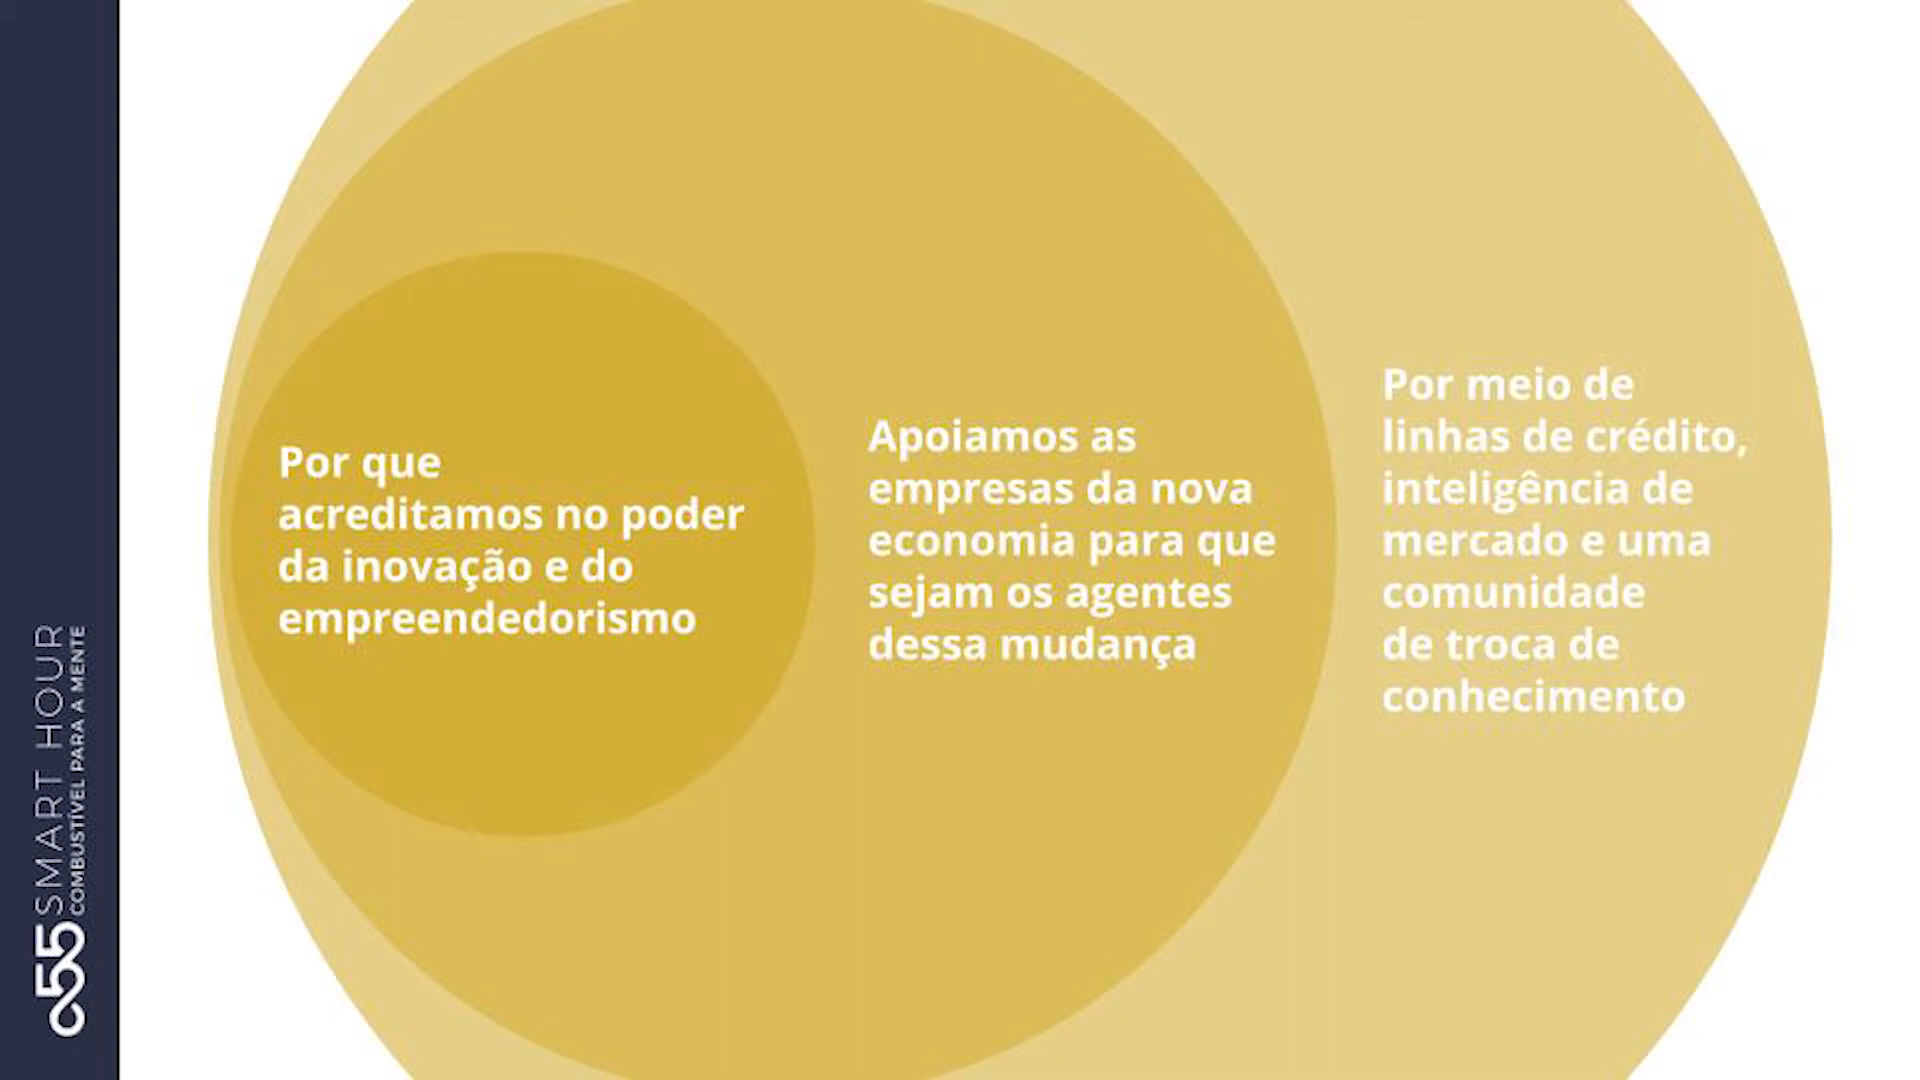 Por que
acreditamos no poder
da inovação e do
empreendedorismo
Apoiamos as
empresas da nova
economia para que
sejam os agentes
dessa mudança
Por meio de
linhas de crédito,
inteligência de
mercado e uma
comunidade
de troca de
conhecimento
SMART HOUR
COMBUSTÍVEL PARA A MENTE